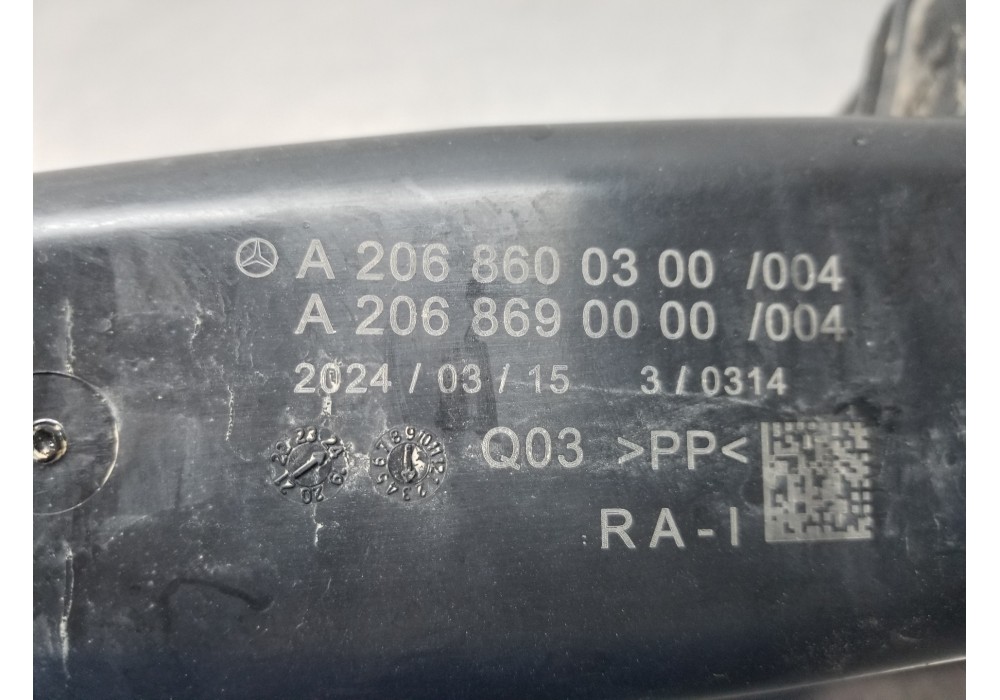 A 206 860 03 00 /004
A 206 869 00 00 /004
2024 / 03 / 15 3 / 0314
Q03 >PP<
RA-I